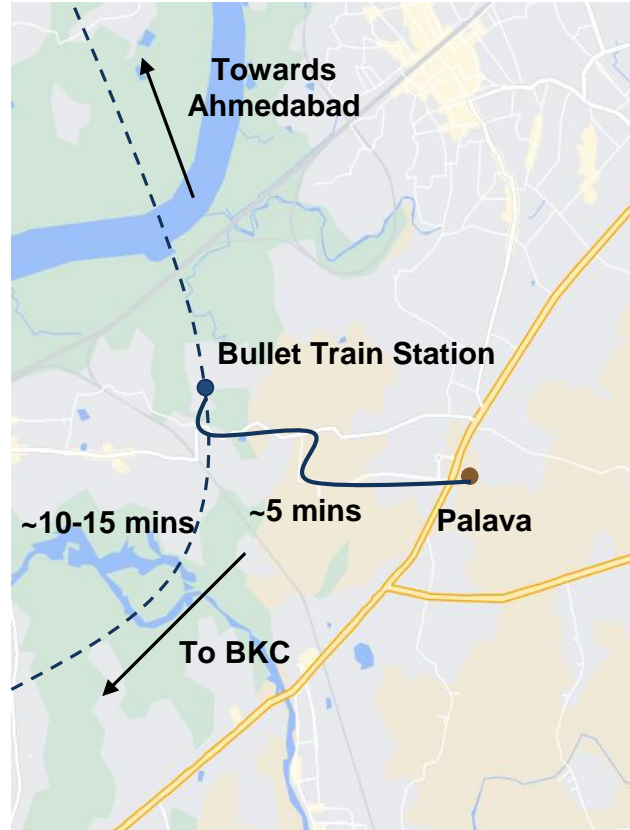 Towards
Ahmedabad
Bullet Train Station
~10-15 mins
~5 mins
Palava
To BKC